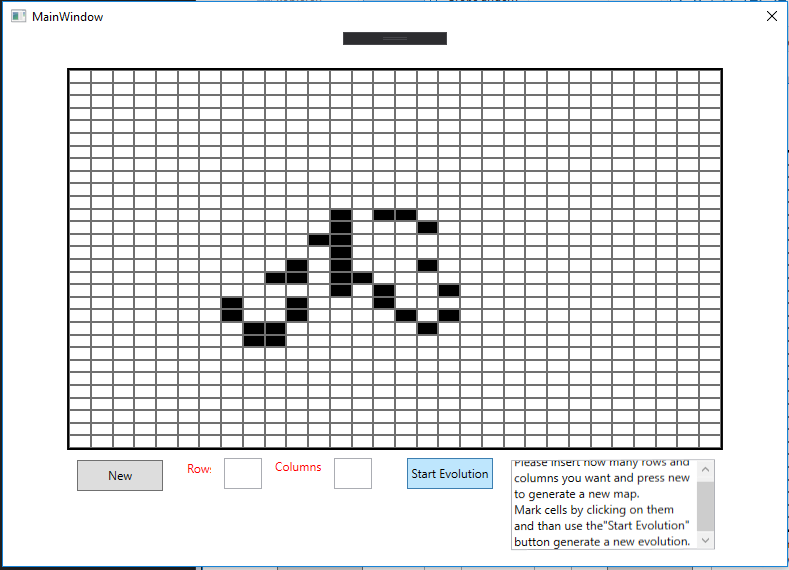 MainWindow
New
Row:
Columns
Start Evolution
Please insert how many rows and
columns you want and press new
to generate a new map.
Mark cells by clicking on them
and than use the"Start Evolution"
button generate a new evolution.